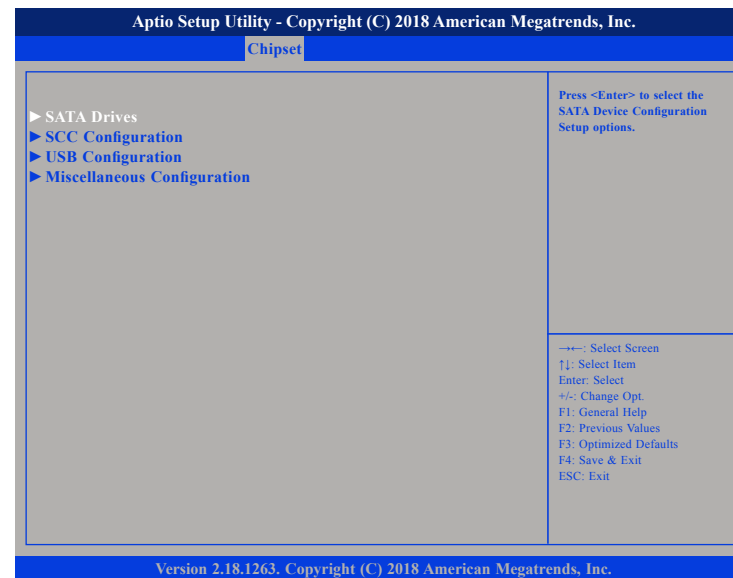 Aptio Setup Utility - Copyright (C) 2018 American Megatrends, Inc.
Chipset
► SATA Drives
► SCC Configuration
► USB Configuration
► Miscellaneous Configuration
Press <Enter> to select the
SATA Device Configuration
Setup options.
→←: Select Screen
↑↓: Select Item
Enter: Select
+/-: Change Opt.
F1: General Help
F2: Previous Values
F3: Optimized Defaults
F4: Save & Exit
ESC: Exit
Version 2.18.1263. Copyright (C) 2018 American Megatrends, Inc.